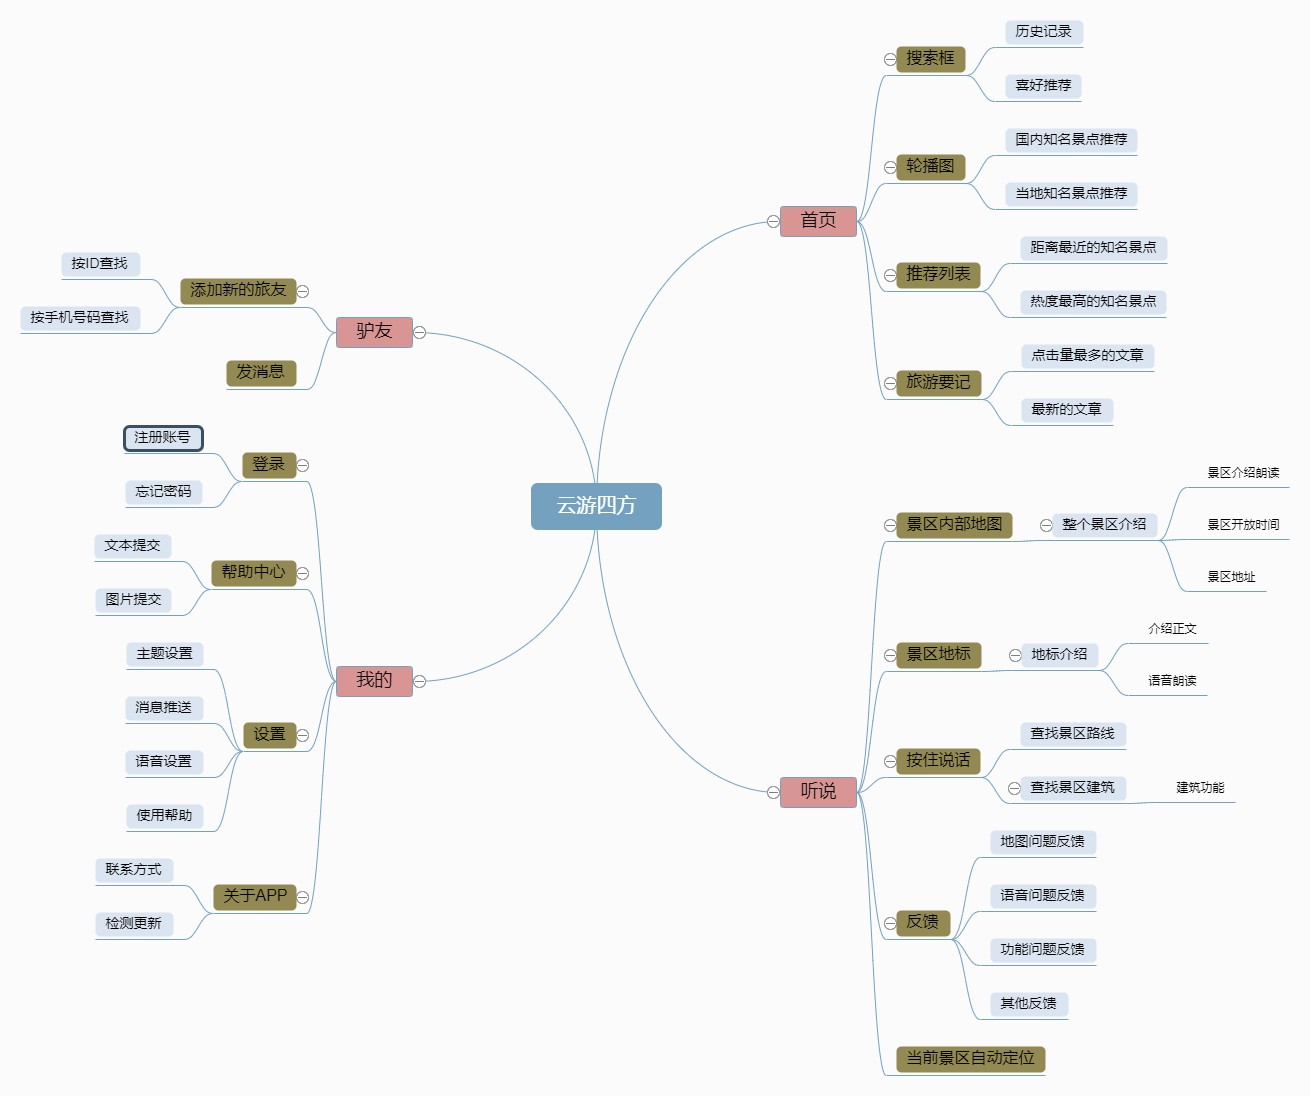 云游四方
首页
搜索框
历史记录
喜好推荐
轮播图
国内知名景点推荐
当地知名景点推荐
推荐列表
距离最近的知名景点
热度最高的知名景点
旅游要记
点击量最多的文章
最新的文章
听说
景区内部地图
整个景区介绍
景区介绍朗读
景区开放时间
景区地址
景区地标
地标介绍
介绍正文
语音朗读
按住说话
查找景区路线
查找景区建筑
建筑功能
反馈
地图问题反馈
语音问题反馈
功能问题反馈
其他反馈
当前景区自动定位
驴友
添加新的旅友
按ID查找
按手机号码查找
发消息
我的
登录
注册账号
忘记密码
帮助中心
文本提交
图片提交
设置
主题设置
消息推送
语音设置
使用帮助
关于APP
联系方式
检测更新